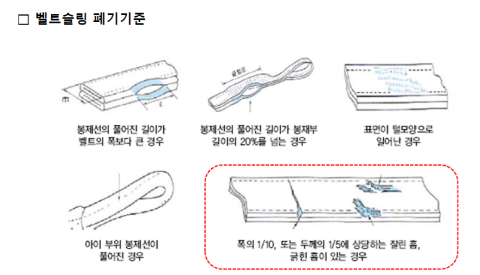 □ 벨트슬링 폐기기준
봉제선의 풀어진 길이가
벨트의 폭보다 큰 경우
봉제선의 풀어진 길이가 봉재부
길이의 20%를 넘는 경우
표면이 털모양으로
일어난 경우
아이 부위 봉제선이
풀어진 경우
폭의 1/10, 또는 두께의 1/5에 상당하는 잘린 홈,
긁힌 홈이 있는 경우